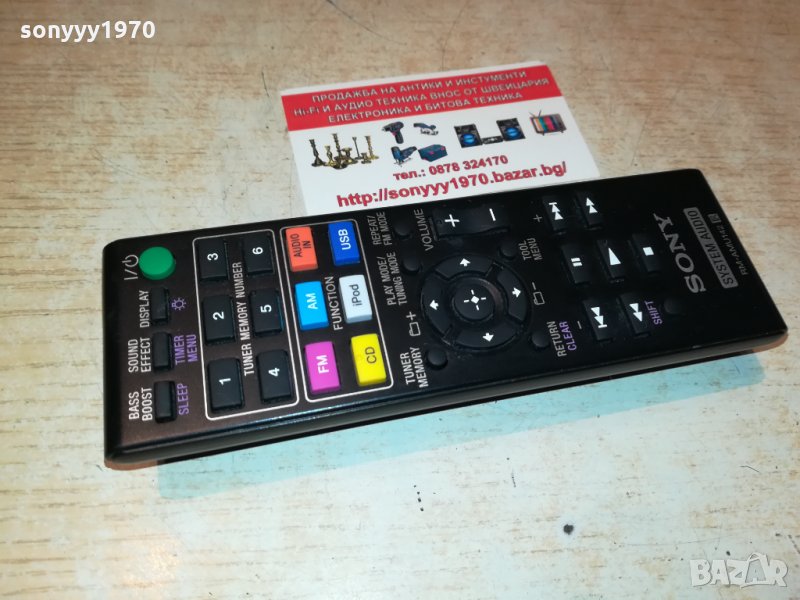 sonyyy1970
ПРОДАЖБА НА АНТИКИ И ИНСТУМЕНТИ
Hi-Fi И АУДИО ТЕХНИКА ВНОС ОТ ШВЕИЦАРИЯ
ЕЛЕКТРОНИКА И БИТОВА ТЕХНИКА
тел.: 0878 324170
http://sonyyy1970.bazar.bg/
I/
DISPLAY
SOUND EFFECT
TIMER MENU
BASS BOOST
SLEEP
3
6
2
5
1
4
TUNER MEMORY NUMBER
AUDIO IN
USB
AM
iPod
FUNCTION
FM
CD
REPEAT/
FM MODE
PLAY MODE/
TUNING MODE
VOLUME
+
−
TOOL MENU
+
−
TUNER MEMORY
RETURN
CLEAR
+
−
SHIFT
SONY
SYSTEM AUDIO
BAZAR